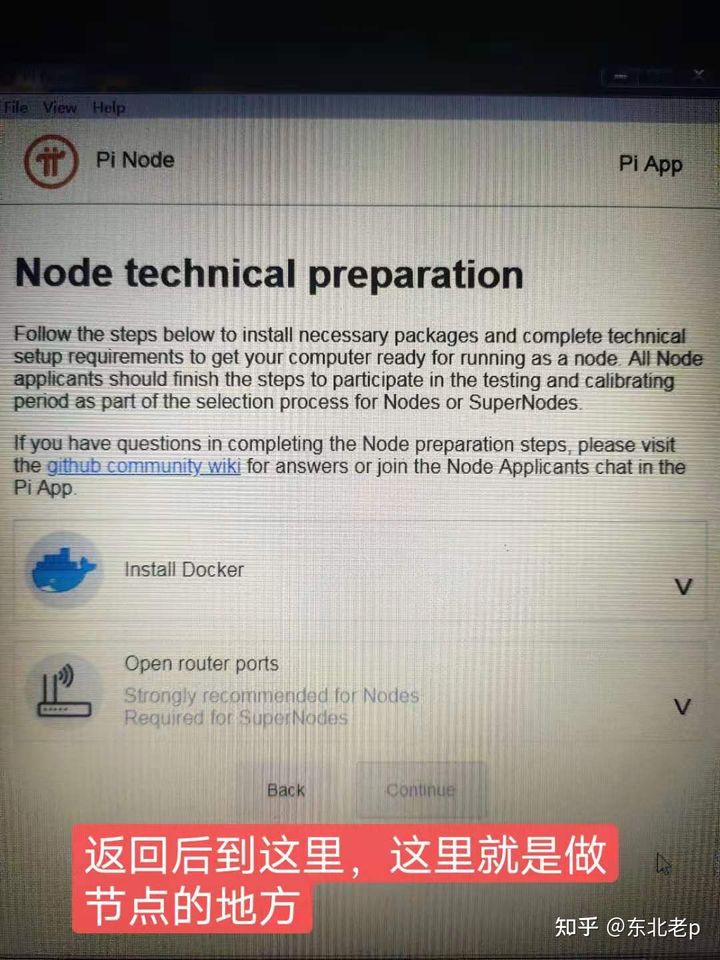 File View Help
Pi Node
Pi App
Node technical preparation
Follow the steps below to install necessary packages and complete technical
setup requirements to get your computer ready for running as a node. All Node
applicants should finish the steps to participate in the testing and calibrating
period as part of the selection process for Nodes or SuperNodes.
If you have questions in completing the Node preparation steps, please visit
the github community wiki for answers or join the Node Applicants chat in the
Pi App.
Install Docker
Open router ports
Strongly recommended for Nodes
Required for SuperNodes
Back Continue
返回后到这里，这里就是做
节点的地方
知乎 @东北老p